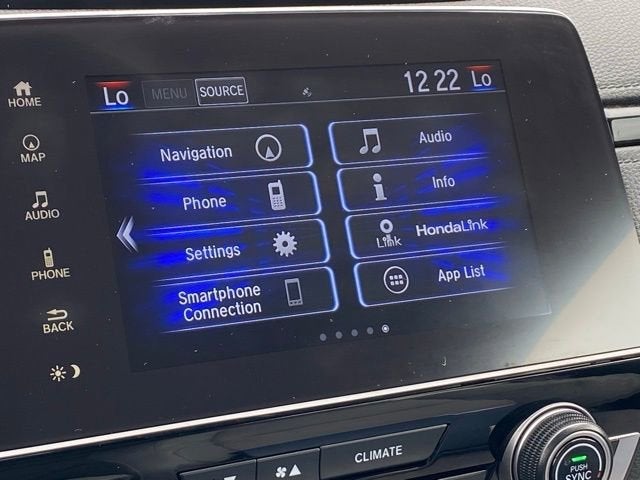 Lo MENU SOURCE 12 22 Lo
HOME
MAP
AUDIO
PHONE
BACK
Navigation
Phone
Settings
Smartphone
Connection
Audio
Info
Link HondaLink
App List
CLIMATE
PUSH
SYNC